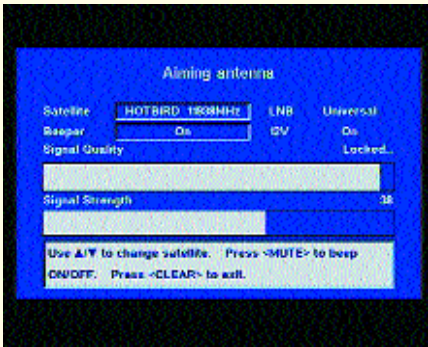 Aiming antenna
Satellite HOTBIRD 11838MHz LNB Universal
Beeper On 12V On
Signal Quality Locked..
Signal Strength 38
Use ▲/▼ to change satellite. Press <MUTE> to beep
ON/OFF. Press <CLEAR> to exit.